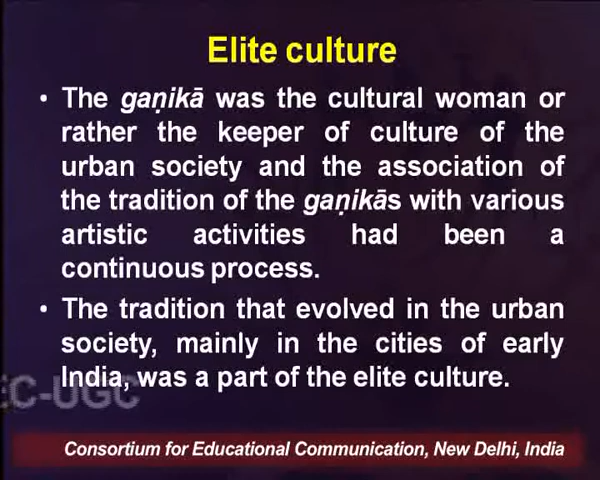 Elite culture
• The gaṇikā was the cultural woman or
rather the keeper of culture of the
urban society and the association of
the tradition of the gaṇikās with various
artistic activities had been a
continuous process.
• The tradition that evolved in the urban
society, mainly in the cities of early
India, was a part of the elite culture.
EC-UGC
Consortium for Educational Communication, New Delhi, India